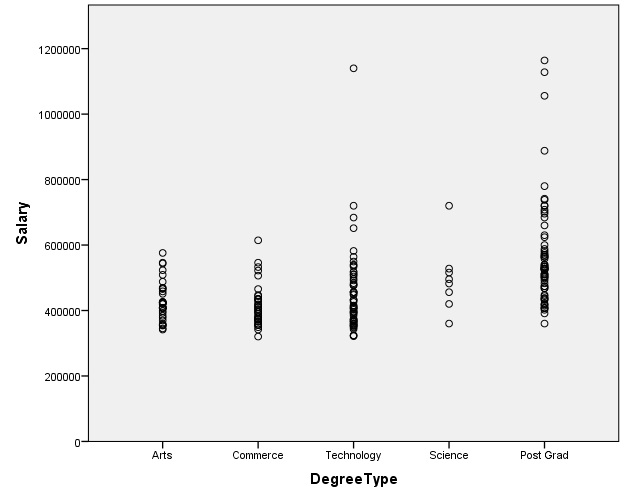 1200000
1000000
800000
600000
400000
200000
0
Salary
Arts
Commerce
Technology
Science
Post Grad
DegreeType